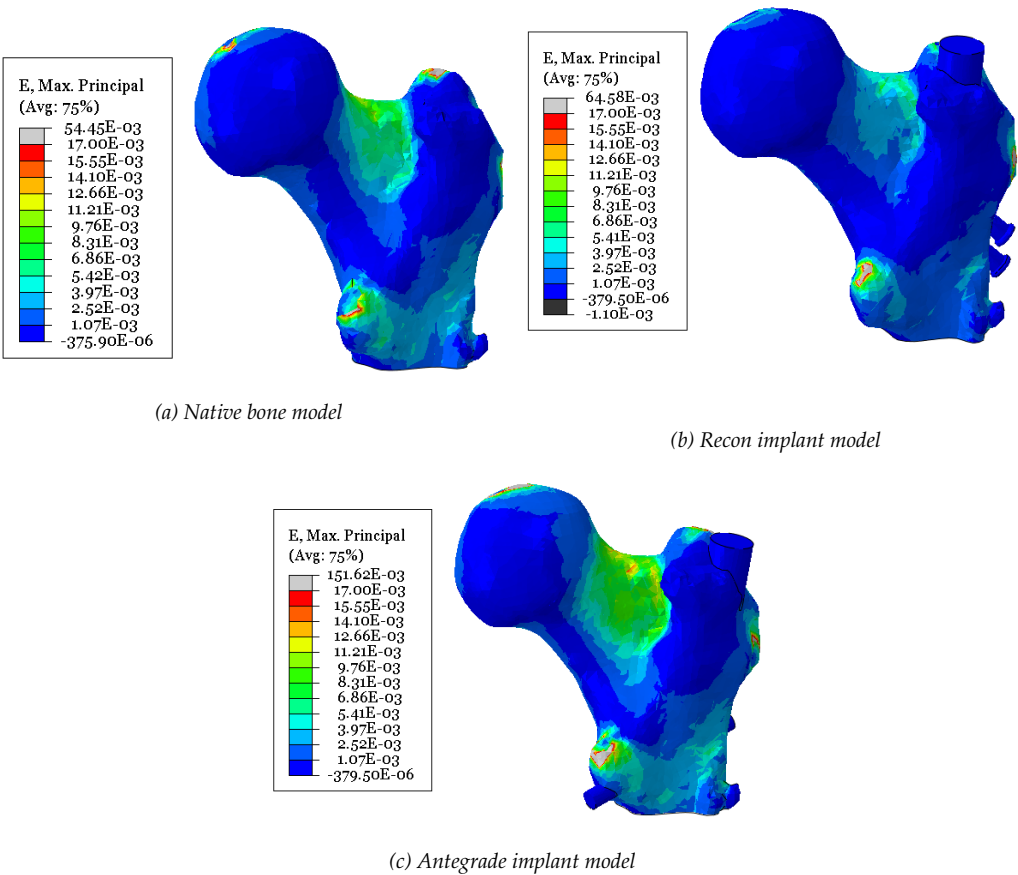 E, Max. Principal
(Avg: 75%)
54.45E-03
17.00E-03
15.55E-03
14.10E-03
12.66E-03
11.21E-03
9.76E-03
8.31E-03
6.86E-03
5.42E-03
3.97E-03
2.52E-03
1.07E-03
-375.90E-06
(a) Native bone model
E, Max. Principal
(Avg: 75%)
64.58E-03
17.00E-03
15.55E-03
14.10E-03
12.66E-03
11.21E-03
9.76E-03
8.31E-03
6.86E-03
5.41E-03
3.97E-03
2.52E-03
1.07E-03
-379.50E-06
-1.10E-03
(b) Recon implant model
E, Max. Principal
(Avg: 75%)
151.62E-03
17.00E-03
15.55E-03
14.10E-03
12.66E-03
11.21E-03
9.76E-03
8.31E-03
6.86E-03
5.41E-03
3.97E-03
2.52E-03
1.07E-03
-379.50E-06
(c) Antegrade implant model